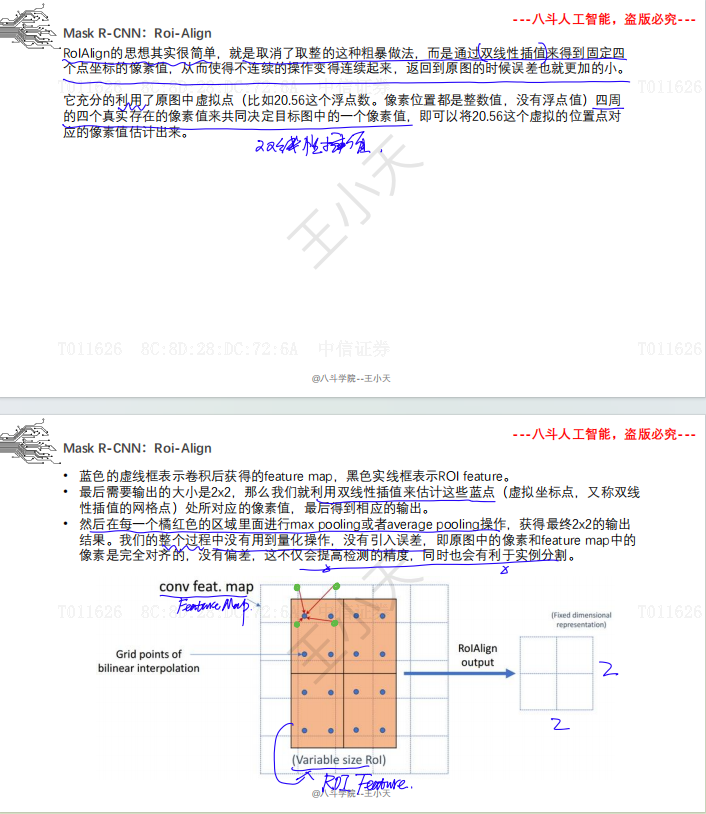 ---八斗人工智能，盗版必究---
Mask R-CNN：Roi-Align
RoIAlign的思想其实很简单，就是取消了取整的这种粗暴做法，而是通过双线性插值来得到固定四
个点坐标的像素值，从而使得不连续的操作变得连续起来，返回到原图的时候误差也就更加的小。
它充分的利用了原图中虚拟点（比如20.56这个浮点数。像素位置都是整数值，没有浮点值）四周
的四个真实存在的像素值来共同决定目标图中的一个像素值，即可以将20.56这个虚拟的位置点对
应的像素值估计出来。
双线性插值.
王小天
T011626 8C:8D:28:DC:72:6A 中信证券
T011626
@八斗学院--王小天
---八斗人工智能，盗版必究---
Mask R-CNN：Roi-Align
• 蓝色的虚线框表示卷积后获得的feature map，黑色实线框表示ROI feature。
• 最后需要输出的大小是2x2，那么我们就利用双线性插值来估计这些蓝点（虚拟坐标点，又称双线
性插值的网格点）处所对应的像素值，最后得到相应的输出。
• 然后在每一个橘红色的区域里面进行max pooling或者average pooling操作，获得最终2x2的输出
结果。我们的整个过程中没有用到量化操作，没有引入误差，即原图中的像素和feature map中的
像素是完全对齐的，没有偏差，这不仅会提高检测的精度，同时也会有利于实例分割。
conv feat. map
Feature Map.
(Fixed dimensional
representation)
Grid points of
bilinear interpolation
RoIAlign
output
2
2
(Variable size RoI)
ROI Feature.
王小天
T011626
@八斗学院--王小天